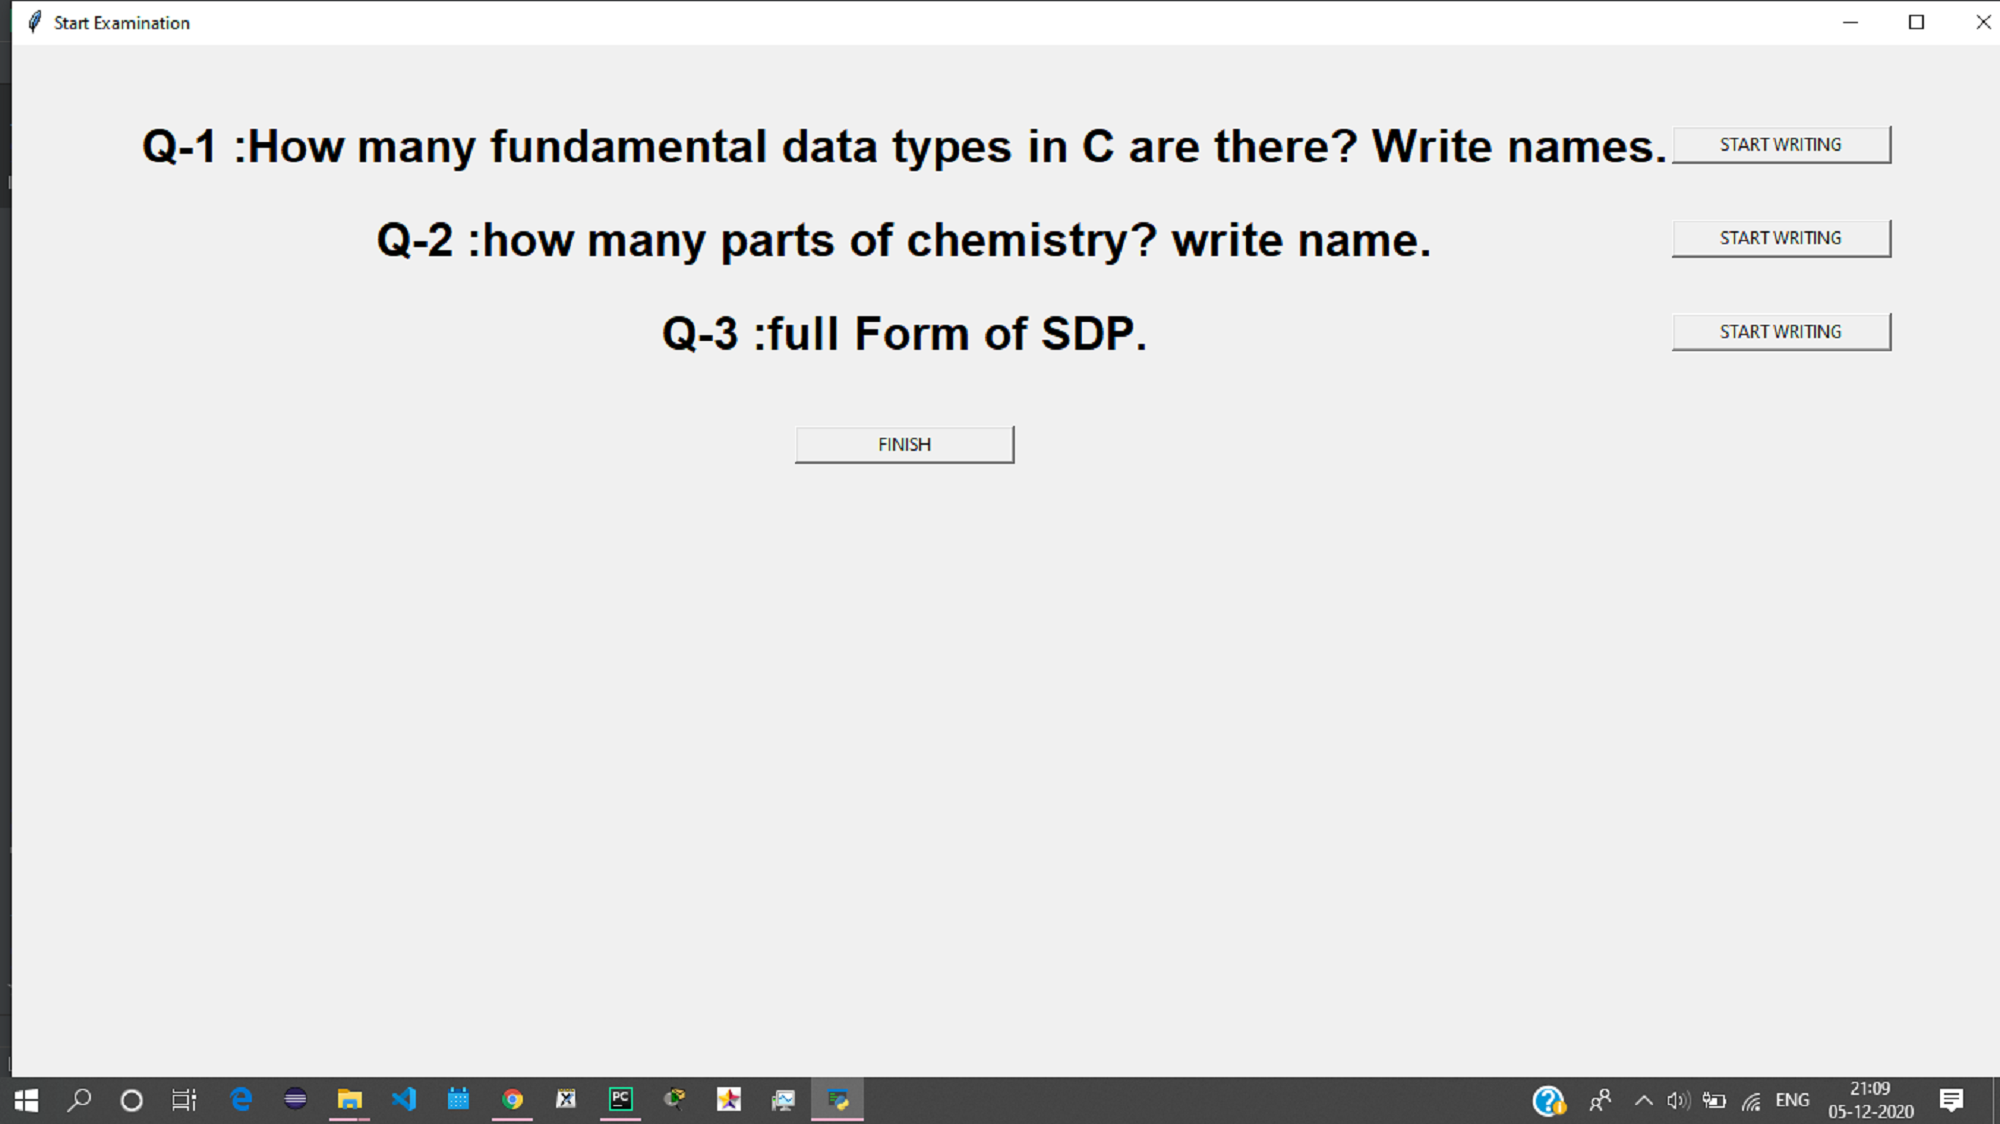 Start Examination
Q-1 :How many fundamental data types in C are there? Write names. START WRITING
Q-2 :how many parts of chemistry? write name. START WRITING
Q-3 :full Form of SDP. START WRITING
FINISH
PC
ENG
21:09
05-12-2020